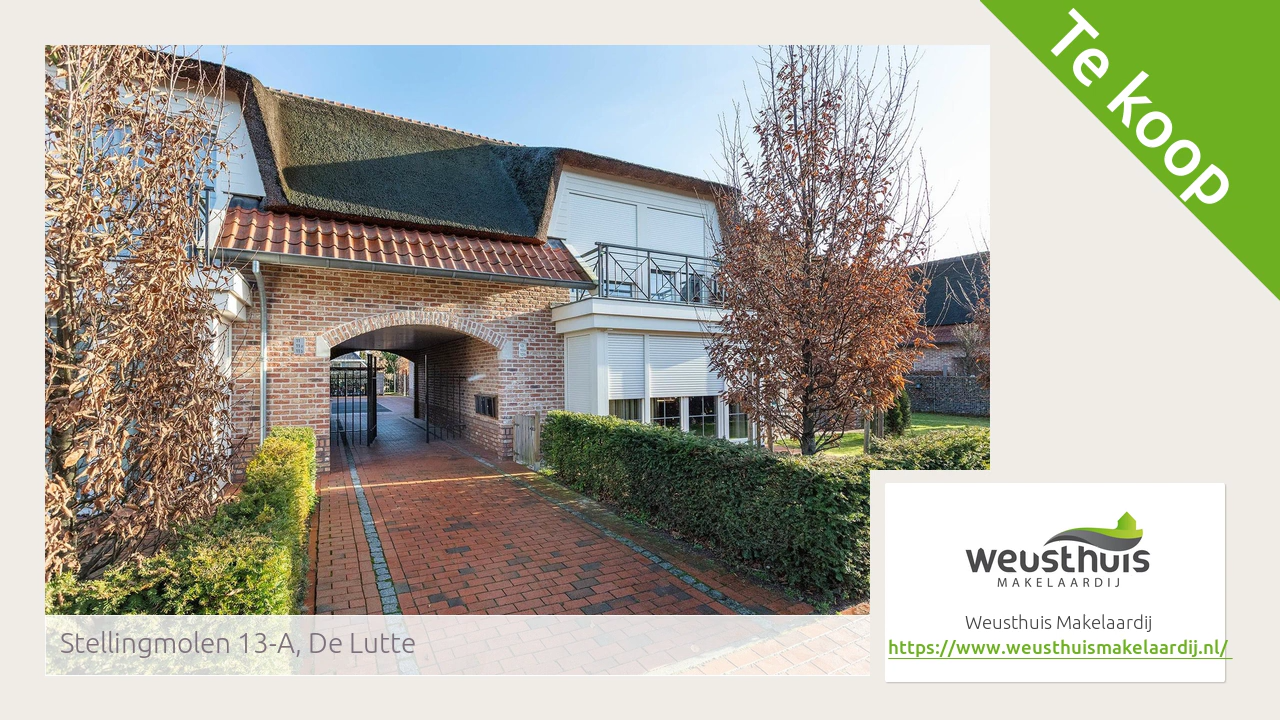 Te koop
Stellingmolen 13-A, De Lutte
weusthuis
MAKELAARDIJ
Weusthuis Makelaardij
https://www.weusthuismakelaardij.nl/